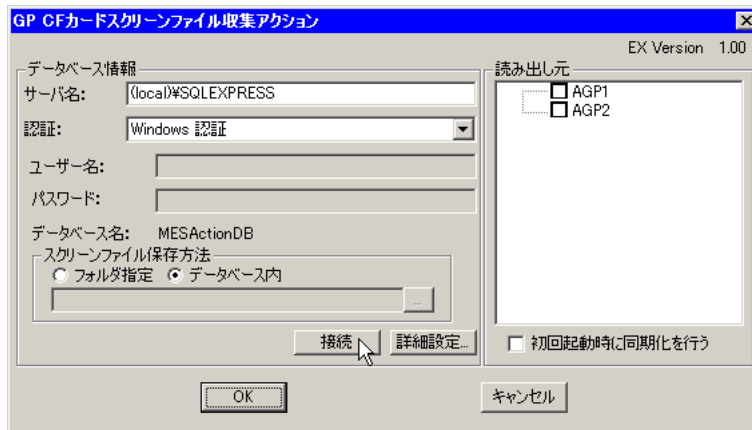 GP CFカードスクリーンファイル収集アクション
EX Version 1.00
データベース情報
サーバ名: (local)¥SQLEXPRESS
認証: Windows 認証
ユーザー名:
パスワード:
データベース名: MESActionDB
スクリーンファイル保存方法
フォルダ指定 データベース内
...
接続 詳細設定...
読み出し元
AGP1
AGP2
初回起動時に同期化を行う
OK キャンセル